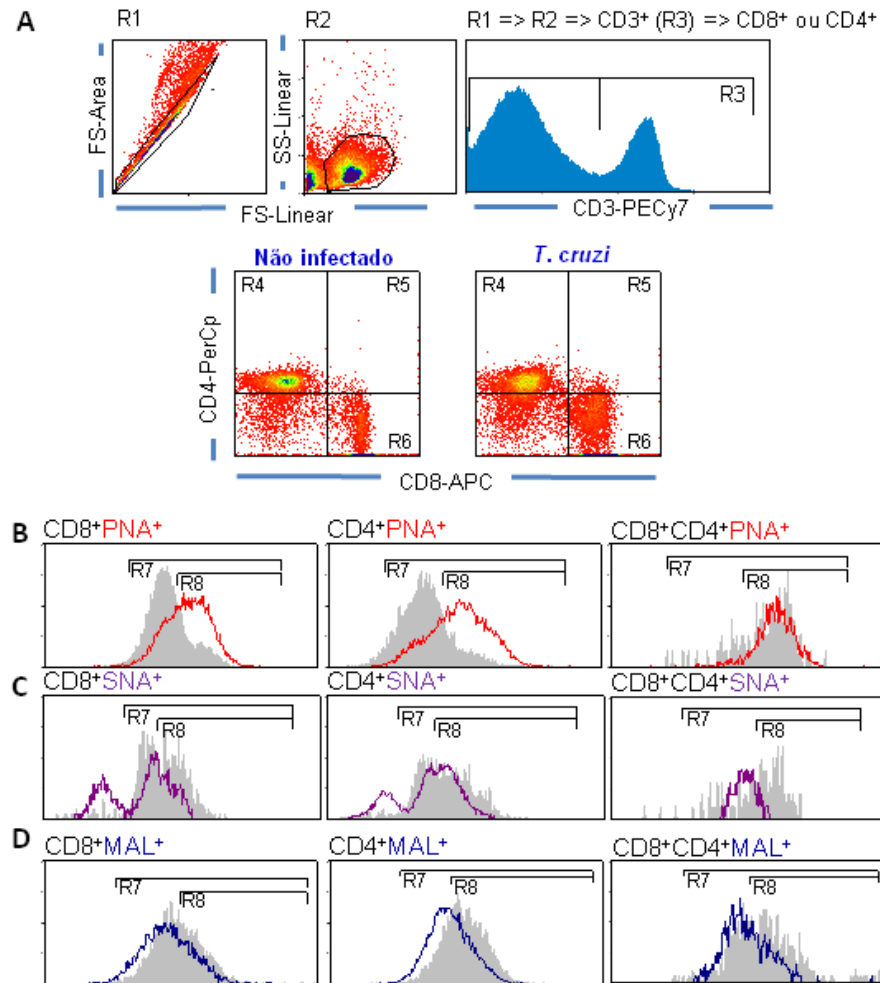 A
R1
R2
R1 => R2 => CD3⁺ (R3) => CD8⁺ ou CD4⁺
FS-Area
SS-Linear
R3
FS-Linear
CD3-PECy7
Não infectado
T. cruzi
CD4-PerCp
R4
R5
R6
R4
R5
R6
CD8-APC
B
CD8⁺PNA⁺
CD4⁺PNA⁺
CD8⁺CD4⁺PNA⁺
R7
R8
R7
R8
R7
R8
C
CD8⁺SNA⁺
CD4⁺SNA⁺
CD8⁺CD4⁺SNA⁺
R7
R8
R7
R8
R7
R8
D
CD8⁺MAL⁺
CD4⁺MAL⁺
CD8⁺CD4⁺MAL⁺
R7
R8
R7
R8
R7
R8